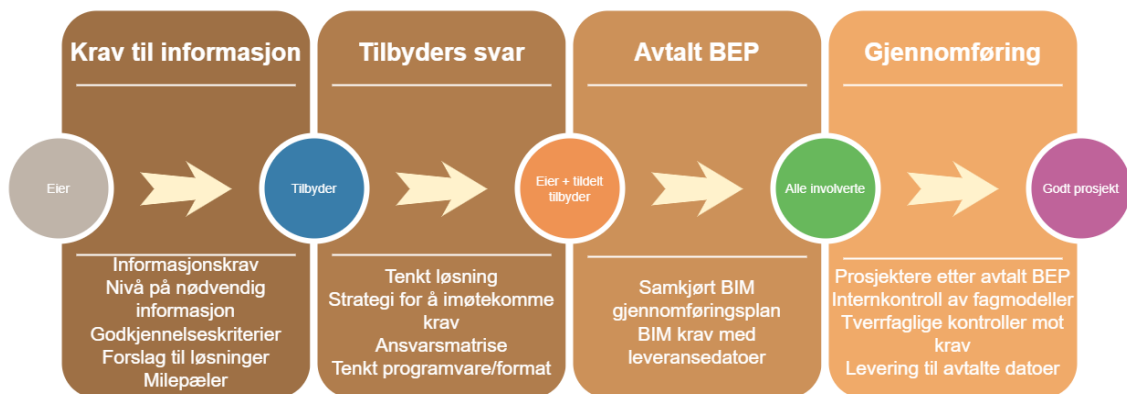 Krav til informasjon
Tilbyders svar
Avtalt BEP
Gjennomføring
Eier
Tilbyder
Eier + tildelt
tilbyder
Alle involverte
Godt prosjekt
Informasjonskrav
Nivå på nødvendig
informasjon
Godkjennelseskriterier
Forslag til løsninger
Milepæler
Tenkt løsning
Strategi for å imøtekomme
krav
Ansvarsmatrise
Tenkt programvare/format
Samkjørt BIM
gjennomføringsplan
BIM krav med
leveransedatoer
Prosjektere etter avtalt BEP
Internkontroll av fagmodeller
Tverrfaglige kontroller mot
krav
Levering til avtalte datoer